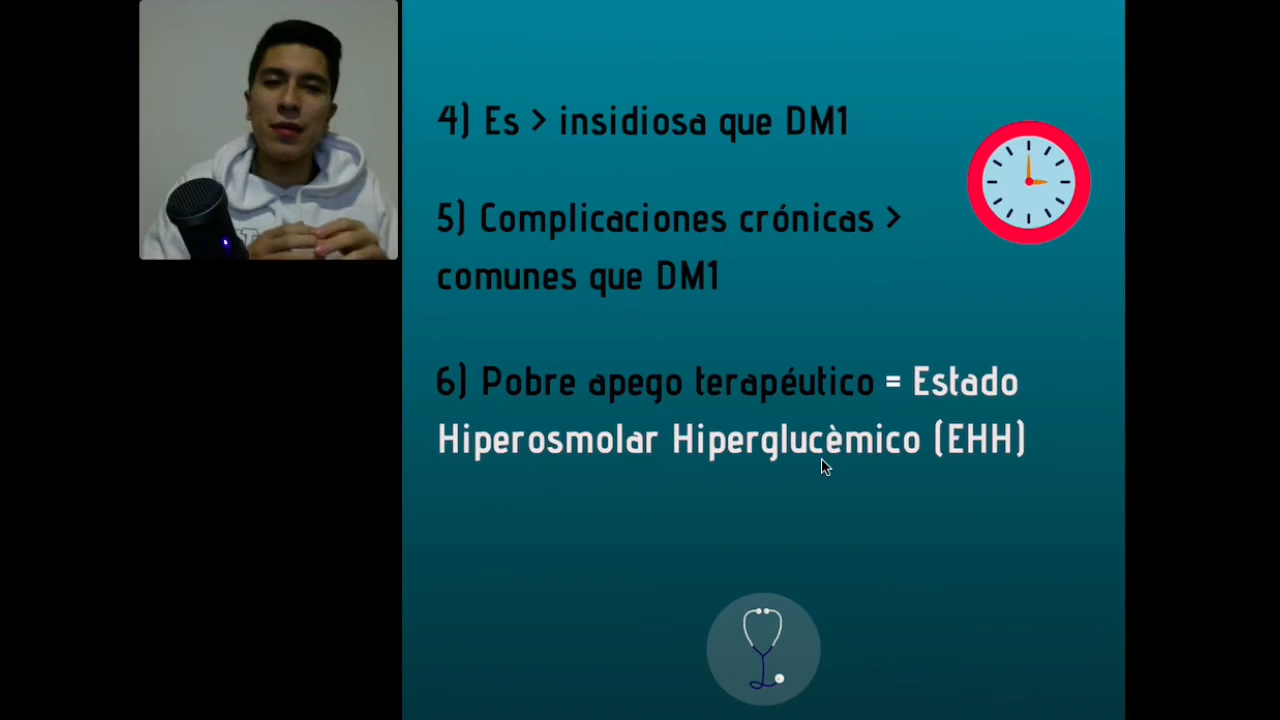 4) Es > insidiosa que DM1
5) Complicaciones crónicas >
comunes que DM1
6) Pobre apego terapéutico = Estado
Hiperosmolar Hiperglucèmico (EHH)